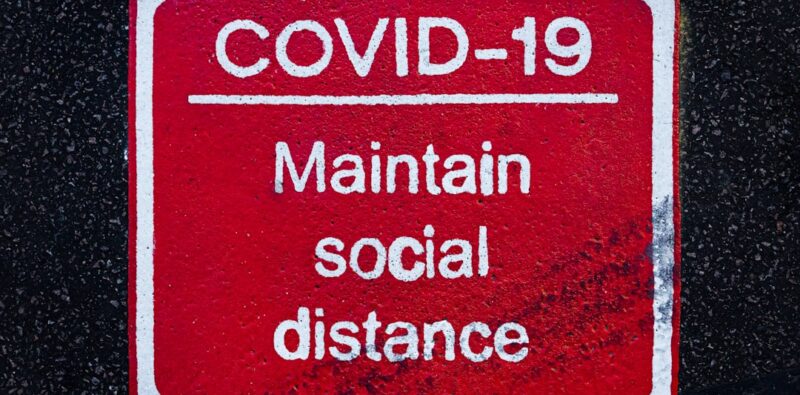 COVID-19
Maintain
social
distance